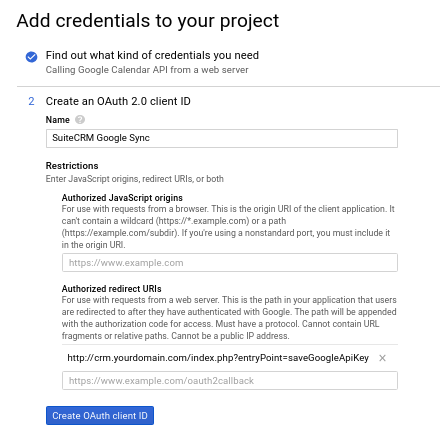 Add credentials to your project
Find out what kind of credentials you need
Calling Google Calendar API from a web server
2 Create an OAuth 2.0 client ID
Name ?
SuiteCRM Google Sync
Restrictions
Enter JavaScript origins, redirect URIs, or both
Authorized JavaScript origins
For use with requests from a browser. This is the origin URI of the client application. It
can't contain a wildcard (https://*.example.com) or a path
(https://example.com/subdir). If you're using a nonstandard port, you must include it
in the origin URI.
https://www.example.com
Authorized redirect URIs
For use with requests from a web server. This is the path in your application that users
are redirected to after they have authenticated with Google. The path will be appended
with the authorization code for access. Must have a protocol. Cannot contain URL
fragments or relative paths. Cannot be a public IP address.
http://crm.yourdomain.com/index.php?entryPoint=saveGoogleApiKey ×
https://www.example.com/oauth2callback
Create OAuth client ID